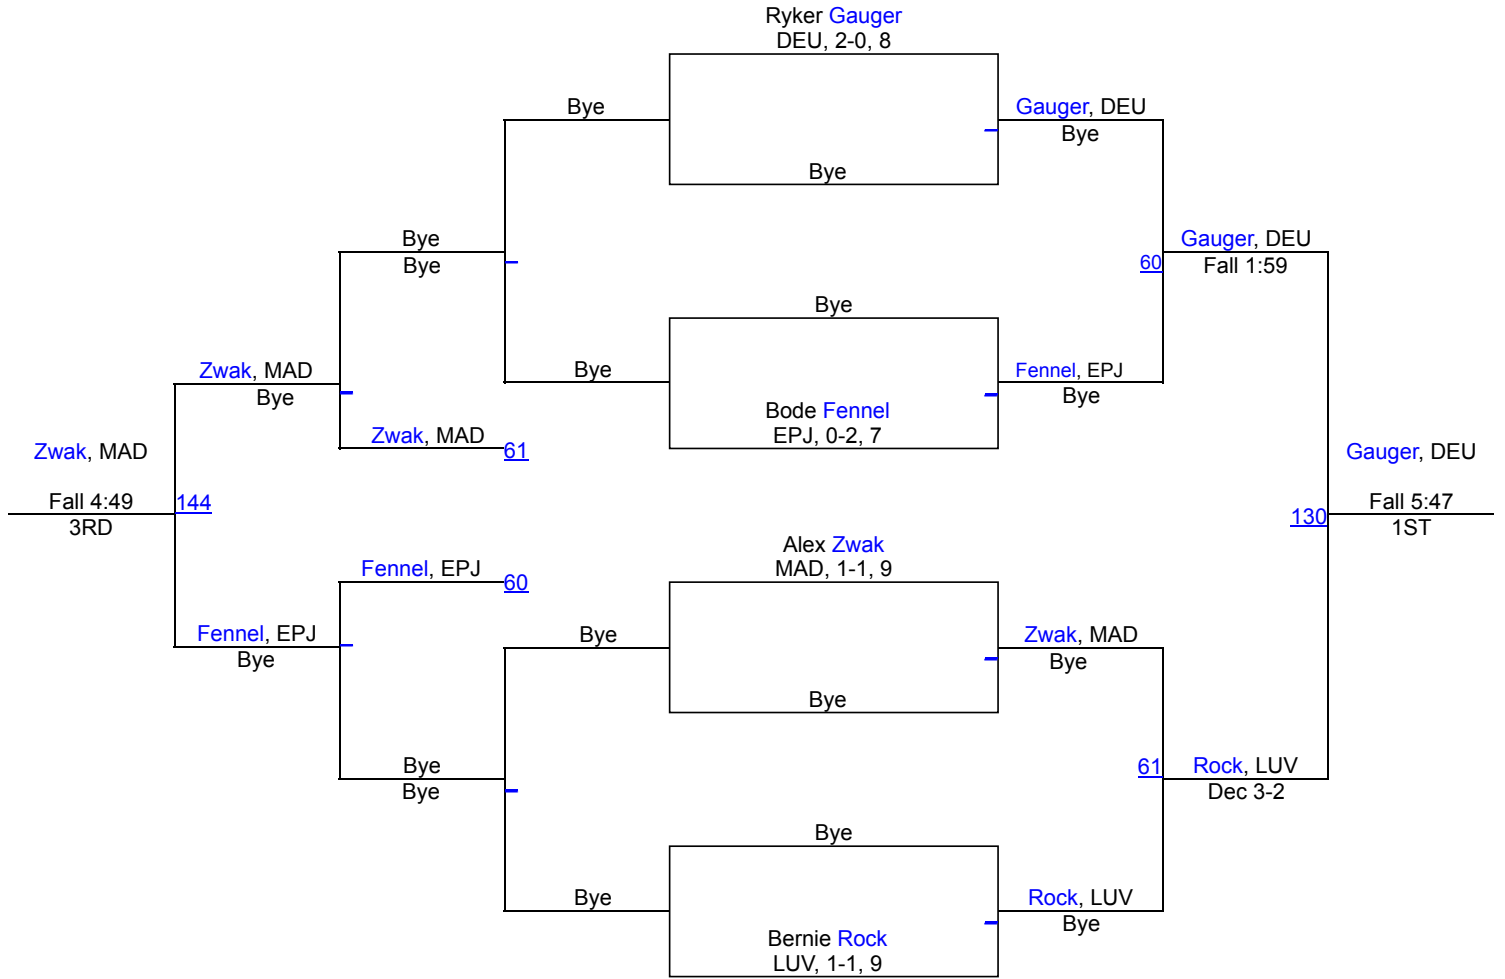 Ryker Gauger
DEU, 2-0, 8
Bye
Gauger, DEU
Bye
Bye
Bye
Bye
Gauger, DEU
60
Fall 1:59
Bye
Zwak, MAD
Bye
Bye
Fennel, EPJ
Bye
Bode Fennel
EPJ, 0-2, 7
Zwak, MAD
61
Zwak, MAD
Gauger, DEU
Fall 4:49
144
3RD
130
Fall 5:47
1ST
Alex Zwak
MAD, 1-1, 9
Fennel, EPJ
60
Fennel, EPJ
Bye
Bye
Zwak, MAD
Bye
Bye
Bye
Bye
61
Rock, LUV
Dec 3-2
Bye
Bye
Rock, LUV
Bye
Bernie Rock
LUV, 1-1, 9